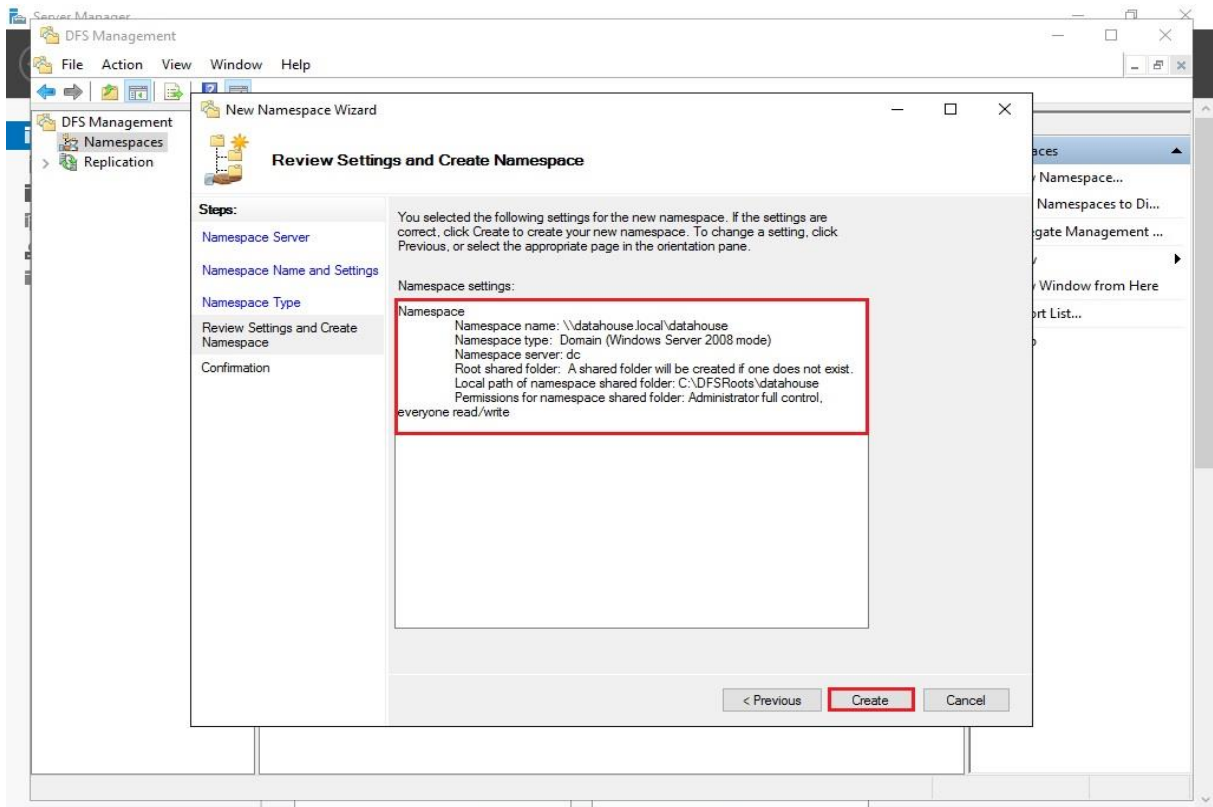 Server Manager
DFS Management
File Action View Window Help
DFS Management
Namespaces
Replication
New Namespace Wizard
Review Settings and Create Namespace
Steps:
Namespace Server
Namespace Name and Settings
Namespace Type
Review Settings and Create
Namespace
Confirmation
You selected the following settings for the new namespace. If the settings are
correct, click Create to create your new namespace. To change a setting, click
Previous, or select the appropriate page in the orientation pane.
Namespace settings:
Namespace
Namespace name: \\datahouse.local\datahouse
Namespace type: Domain (Windows Server 2008 mode)
Namespace server: dc
Root shared folder: A shared folder will be created if one does not exist.
Local path of namespace shared folder: C:\DFSRoots\datahouse
Permissions for namespace shared folder: Administrator full control,
everyone read/write
< Previous Create Cancel
aces
Namespace...
Namespaces to Di...
egate Management ...
Window from Here
ort List...